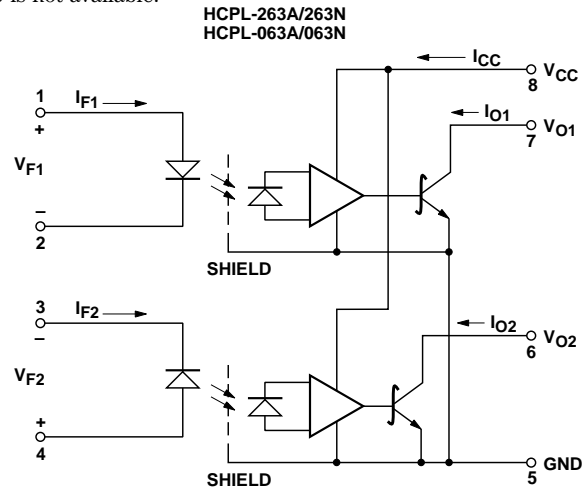 is not available.
HCPL-263A/263N
HCPL-063A/063N
ICC
8 VCC
1 IF1
+
VF1
–
2
IO1
7 VO1
SHIELD
3 IF2
–
VF2
+
4
IO2
6 VO2
SHIELD
5 GND